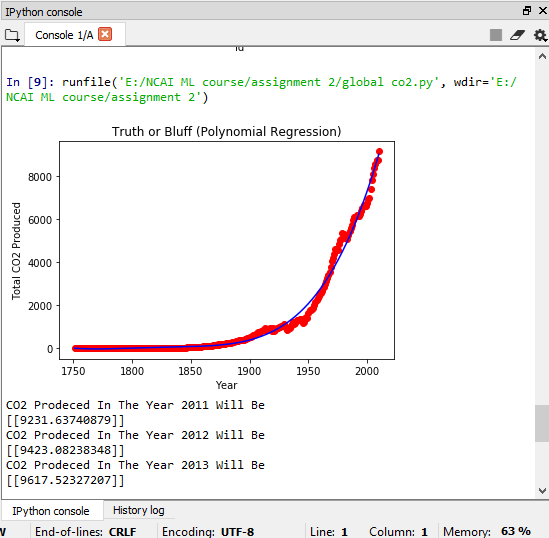 IPython console
Console 1/A
In [9]: runfile('E:/NCAI ML course/assignment 2/global co2.py', wdir='E:/
NCAI ML course/assignment 2')
Truth or Bluff (Polynomial Regression)
8000
6000
4000
2000
0
Total CO2 Produced
1750 1800 1850 1900 1950 2000
Year
CO2 Prodeced In The Year 2011 Will Be
[[9231.63740879]]
CO2 Prodeced In The Year 2012 Will Be
[[9423.08238348]]
CO2 Prodeced In The Year 2013 Will Be
[[9617.52327207]]
IPython console History log
End-of-lines: CRLF Encoding: UTF-8 Line: 1 Column: 1 Memory: 63 %